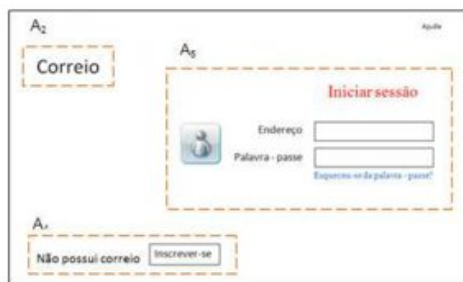 A2
Ajuda
Correio
A5
Iniciar sessão
Endereço
Palavra - passe
Esqueceu-se da palavra - passe?
Não possui correio
Inscrever-se